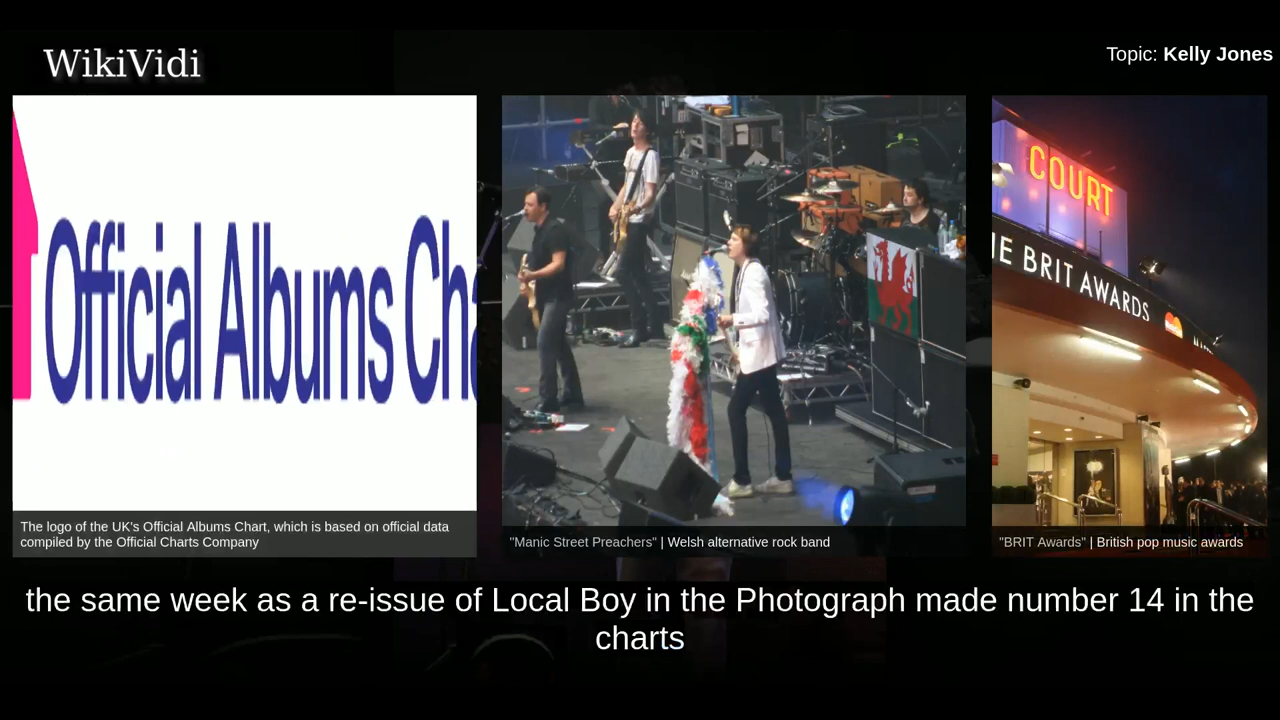 WikiVidi
Topic: Kelly Jones
Official Albums Cha
COURT
E BRIT AWARDS
The logo of the UK's Official Albums Chart, which is based on official data
compiled by the Official Charts Company
"Manic Street Preachers" | Welsh alternative rock band
"BRIT Awards" | British pop music awards
the same week as a re-issue of Local Boy in the Photograph made number 14 in the
charts